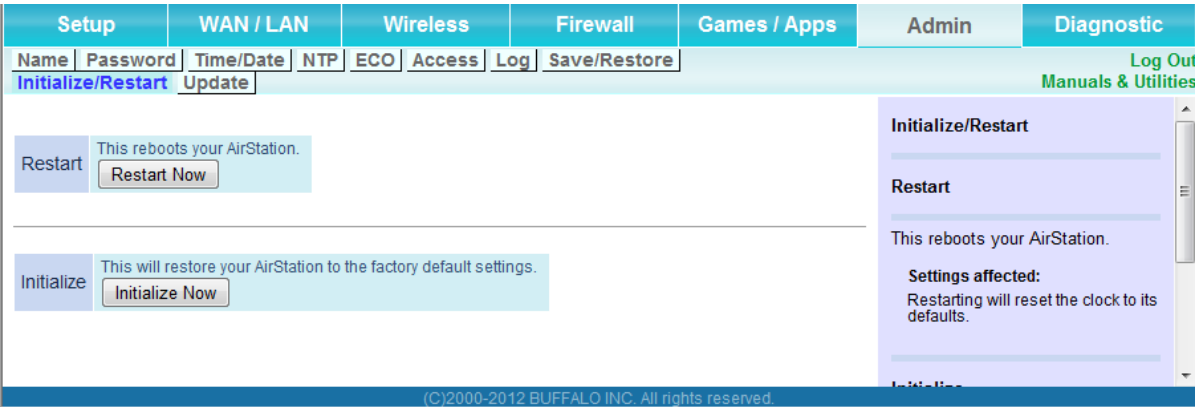 Setup WAN / LAN Wireless Firewall Games / Apps Admin Diagnostic
Name Password Time/Date NTP ECO Access Log Save/Restore
Initialize/Restart Update
Log Out
Manuals & Utilities
Restart
This reboots your AirStation.
Restart Now
Initialize
This will restore your AirStation to the factory default settings.
Initialize Now
Initialize/Restart
Restart
This reboots your AirStation.
Settings affected:
Restarting will reset the clock to its
defaults.
Initialize
(C)2000-2012 BUFFALO INC. All rights reserved.